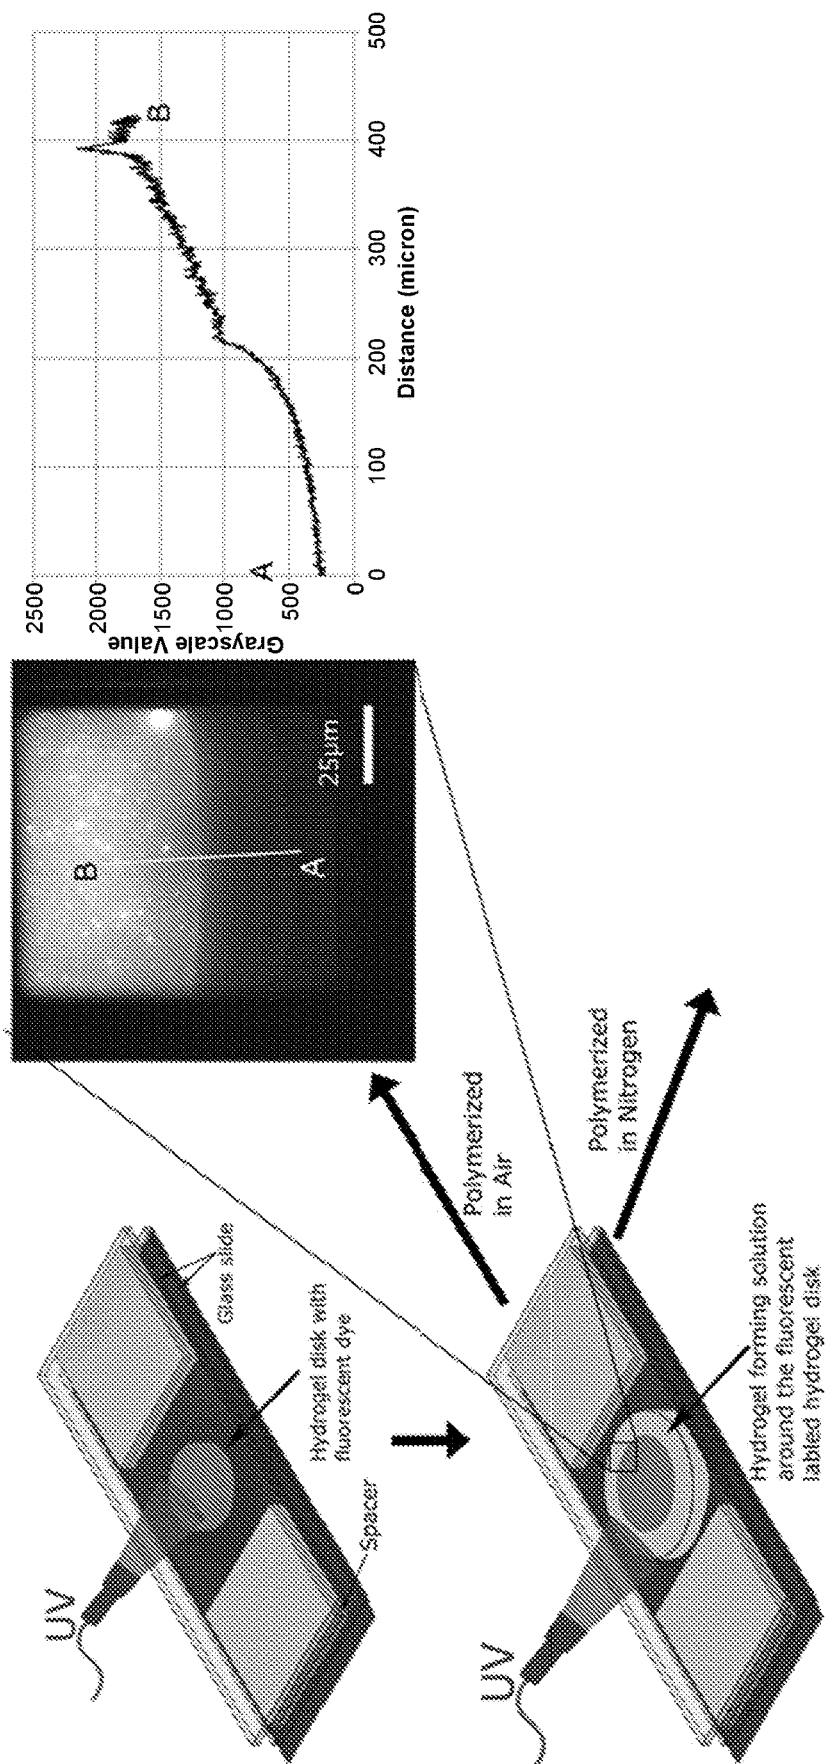 UV
Glass slide
Hydrogel disk with
fluorescent dye
Spacer
UV
Polymerized
in Air
Polymerized
in Nitrogen
Hydrogel forming solution
around the fluorescent
labled hydrogel disk
B
A
25µm
Grayscale Value
2500
2000
1500
1000
500
0
A
B
0
100
200
300
400
500
Distance (micron)